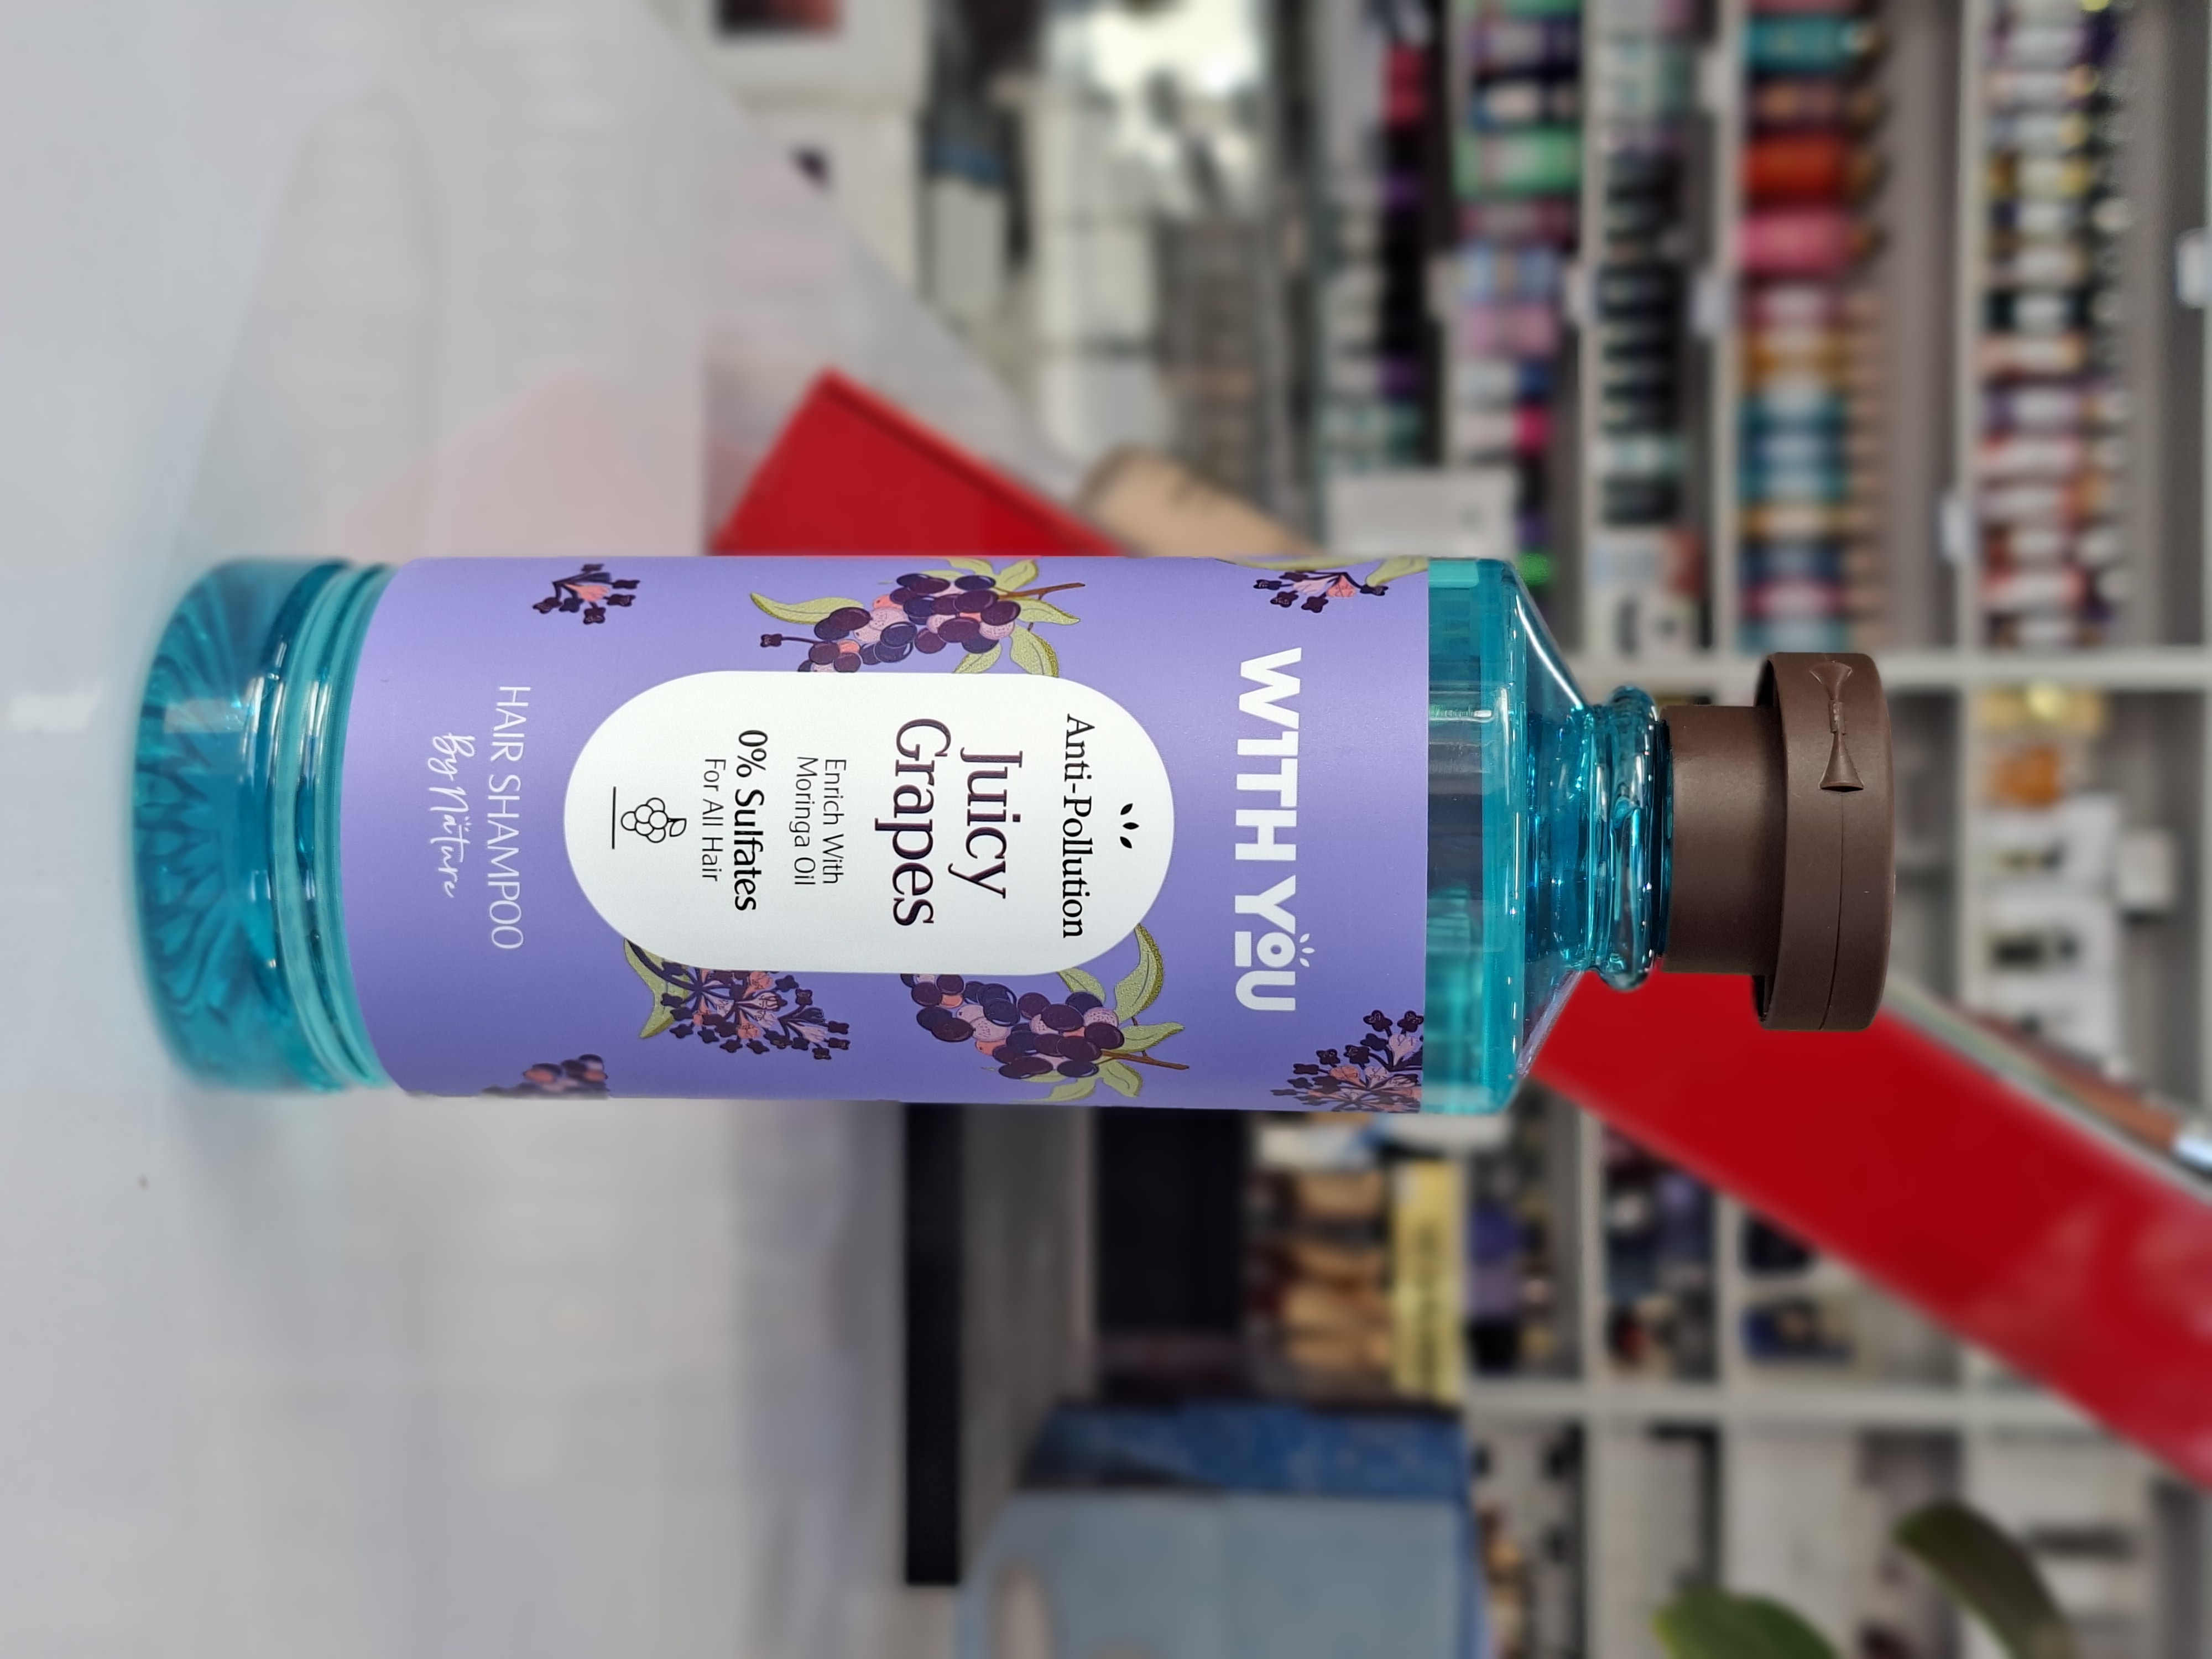 WITH YOU
Anti-Pollution
Juicy
Grapes
Enrich With
Moringa Oil
0% Sulfates
For All Hair
HAIR SHAMPOO
By Nature